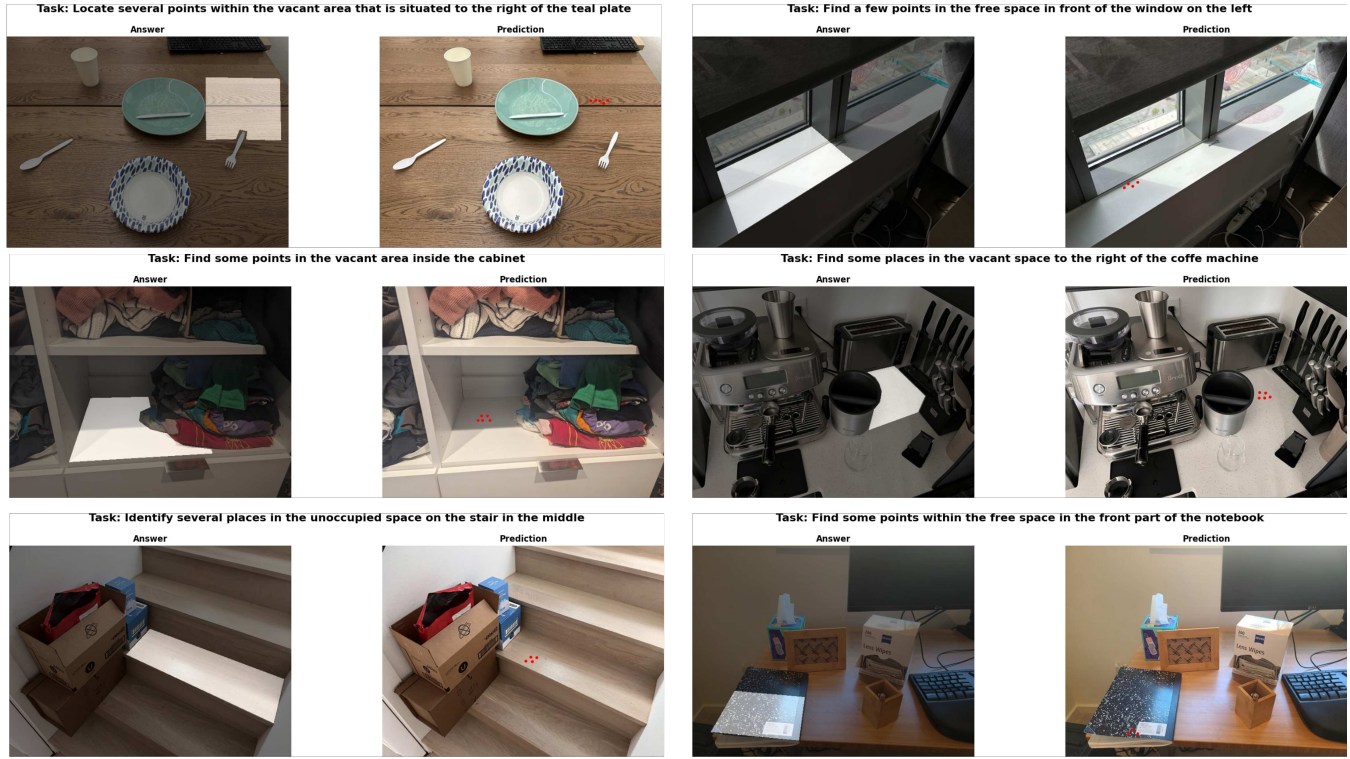 Task: Locate several points within the vacant area that is situated to the right of the teal plate
Answer
Prediction
Task: Find a few points in the free space in front of the window on the left
Answer
Prediction
Task: Find some points in the vacant area inside the cabinet
Answer
Prediction
Task: Find some places in the vacant space to the right of the coffe machine
Answer
Prediction
Task: Identify several places in the unoccupied space on the stair in the middle
Answer
Prediction
Task: Find some points within the free space in the front part of the notebook
Answer
Prediction
Lens Wipes
Lens Wipes